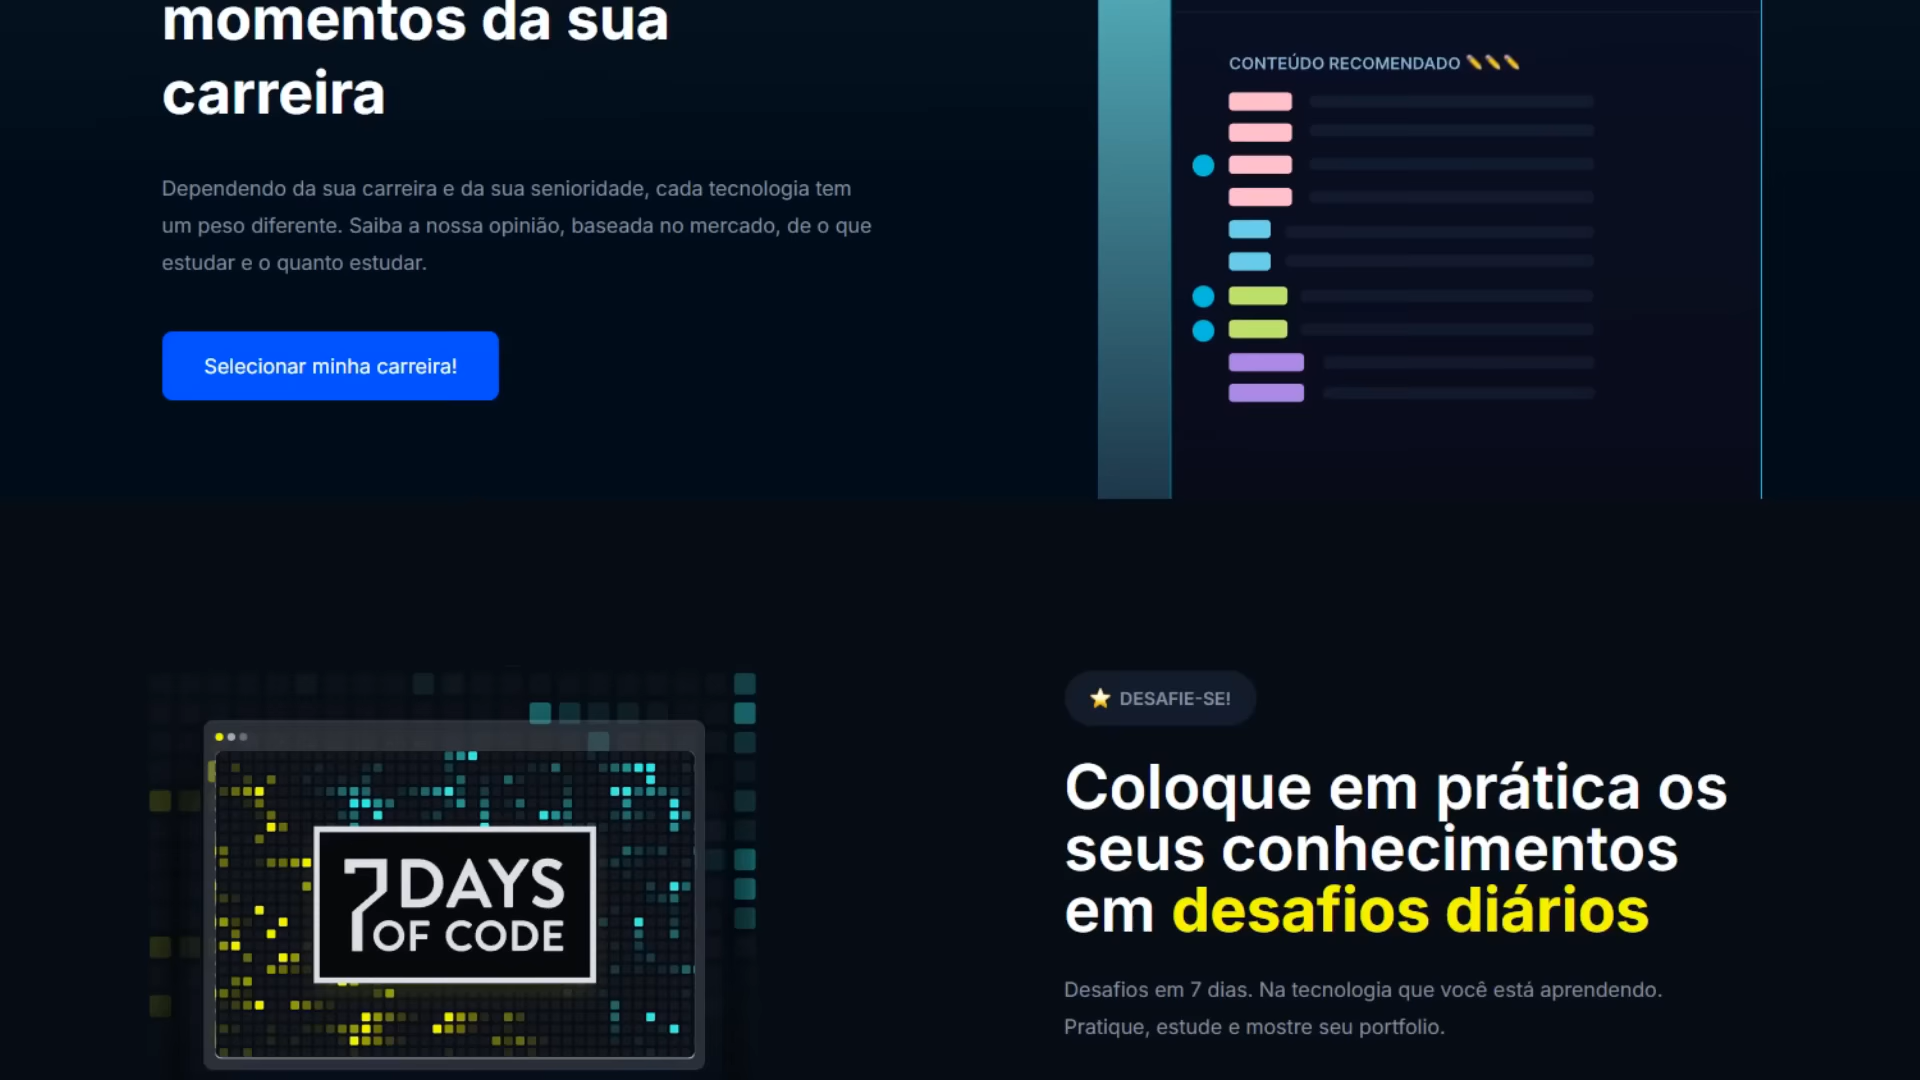 momentos da sua
carreira
Dependendo da sua carreira e da sua senioridade, cada tecnologia tem
um peso diferente. Saiba a nossa opinião, baseada no mercado, de o que
estudar e o quanto estudar.
Selecionar minha carreira!
CONTEÚDO RECOMENDADO
7 DAYS
OF CODE
DESAFIE-SE!
Coloque em prática os
seus conhecimentos
em desafios diários
Desafios em 7 dias. Na tecnologia que você está aprendendo.
Pratique, estude e mostre seu portfolio.